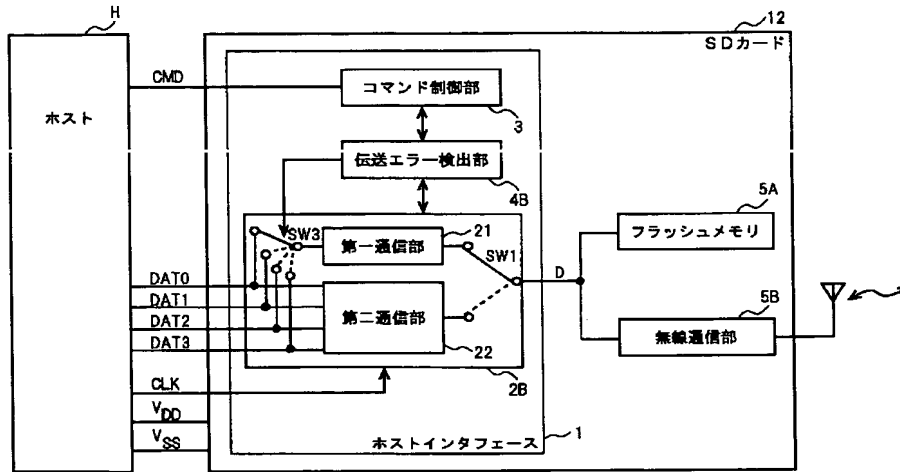 H
12
SDカード
CMD
コマンド制御部
3
ホスト
伝送エラー検出部
4B
5A
フラッシュメモリ
SW3
21
第一通信部
SW1
D
DAT0
DAT1
DAT2
DAT3
第二通信部
22
5B
無線通信部
CLK
2B
VDD
VSS
ホストインタフェース
1